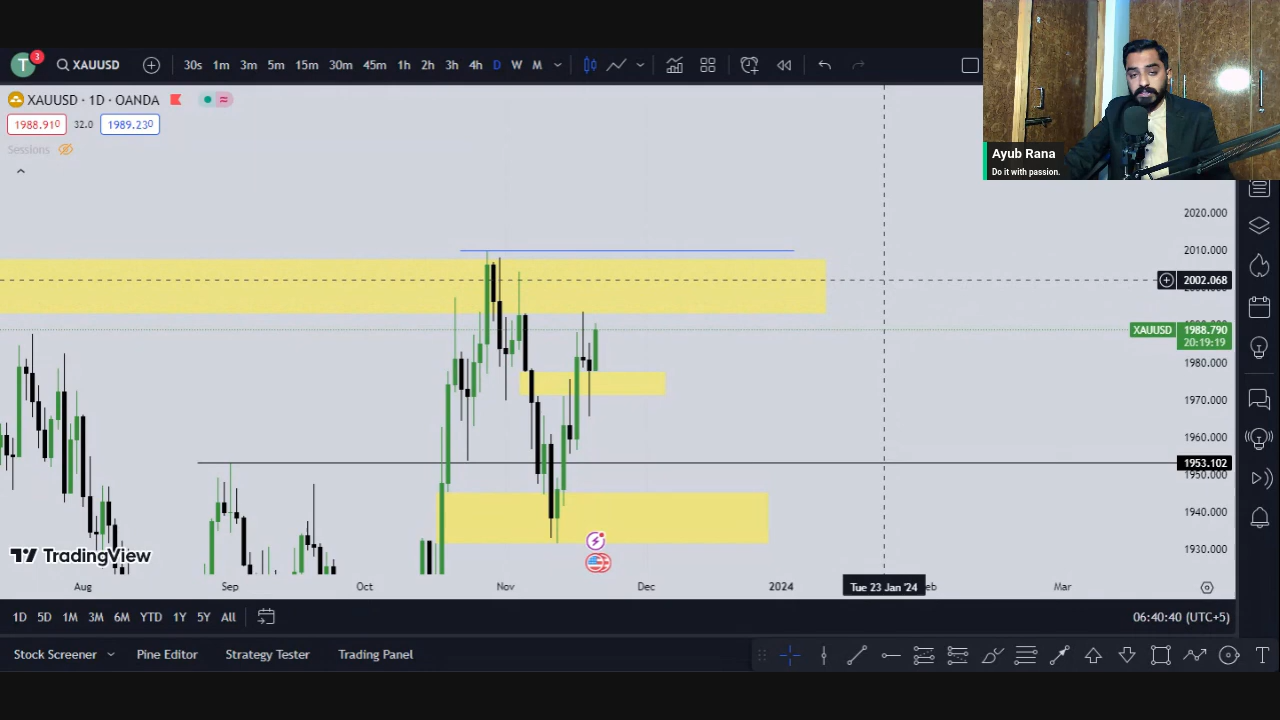 T 3 XAUUSD 30s 1m 3m 5m 15m 30m 45m 1h 2h 3h 4h D W M
XAUUSD · 1D · OANDA
1988.910 32.0 1989.230
Sessions
Ayub Rana
Do it with passion.
2020.000
2010.000
2002.068
XAUUSD 1988.790
20:19:19
1980.000
1970.000
1960.000
1953.102
1950.000
1940.000
1930.000
TradingView
Aug Sep Oct Nov Dec 2024 Tue 23 Jan '24 eb Mar
1D 5D 1M 3M 6M YTD 1Y 5Y All 06:40:40 (UTC+5)
Stock Screener Pine Editor Strategy Tester Trading Panel T